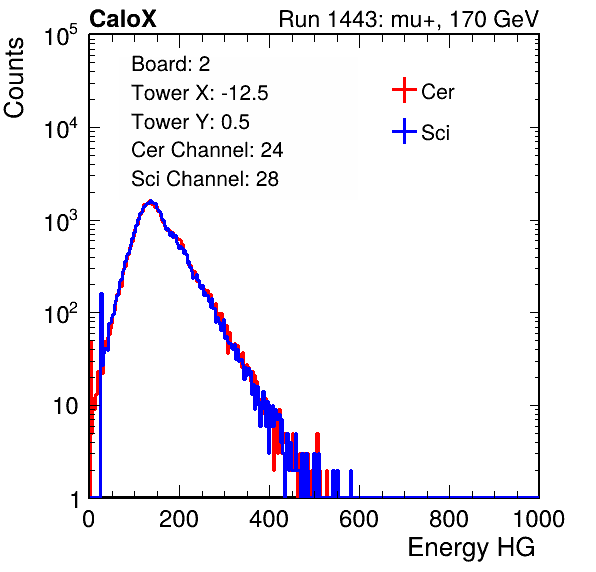 CaloX Run 1443: mu+, 170 GeV
Counts
10^5
10^4
10^3
10^2
10
1
Board: 2
Tower X: -12.5
Tower Y: 0.5
Cer Channel: 24
Sci Channel: 28
Cer
Sci
0 200 400 600 800 1000
Energy HG